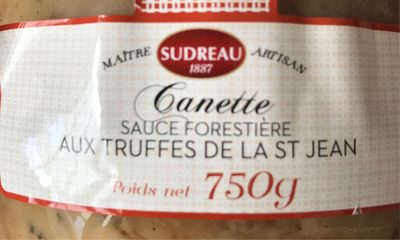 MAÎTRE ARTISAN
SUDREAU
1887
Canette
SAUCE FORESTIÈRE
AUX TRUFFES DE LA ST JEAN
Poids net 750g